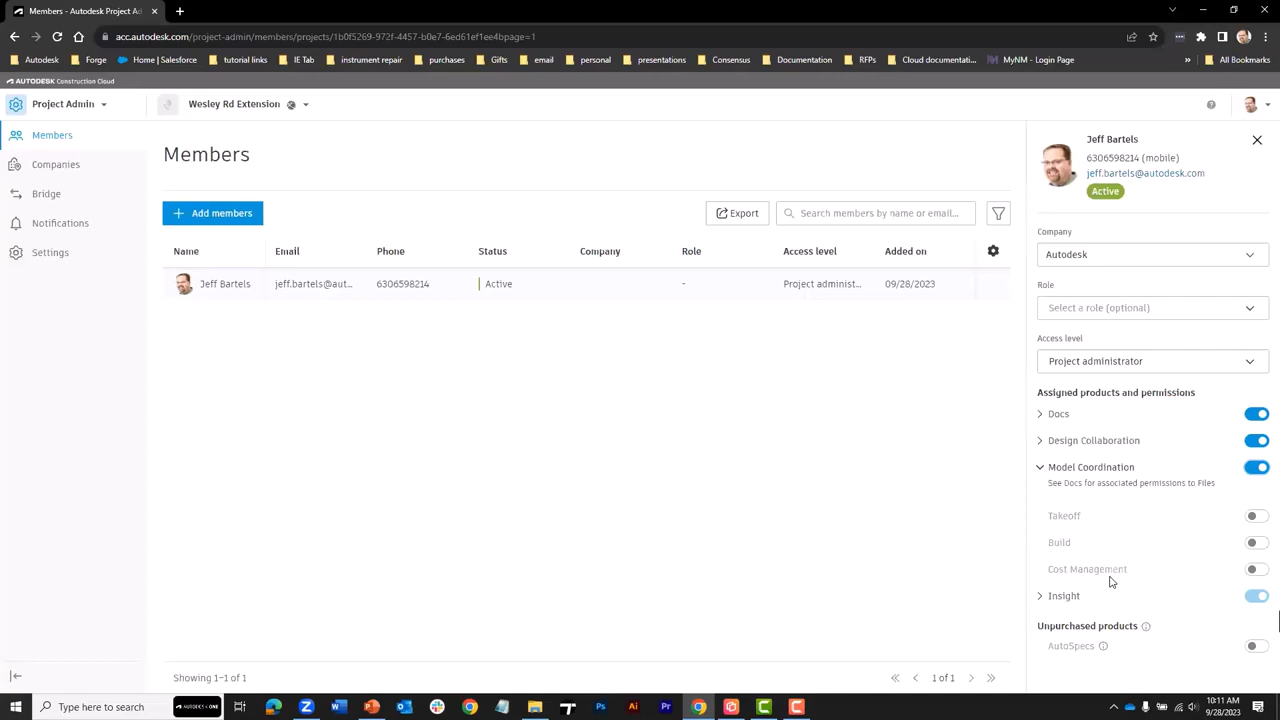 Members - Autodesk Project Admin
acc.autodesk.com/project-admin/members/projects/1b0f5269-972f-4457-b0e7-6ed61ef1ee4bpage=1
Autodesk Forge Home | Salesforce tutorial links IE Tab instrument repair purchases Gifts email personal presentations Consensus Documentation RFPs Cloud documentati... MyNM - Login Page » All Bookmarks
AUTODESK CONSTRUCTION CLOUD
Project Admin Wesley Rd Extension
Members
Companies
Bridge
Notifications
Settings
Members
Add members Export Search members by name or email...
Name Email Phone Status Company Role Access level Added on
Jeff Bartels jeff.bartels@aut... 6306598214 Active - Project administ... 09/28/2023
Showing 1-1 of 1 1 of 1
Jeff Bartels
6306598214 (mobile)
jeff.bartels@autodesk.com
Active
Company
Autodesk
Role
Select a role (optional)
Access level
Project administrator
Assigned products and permissions
Docs
Design Collaboration
Model Coordination
See Docs for associated permissions to Files
Takeoff
Build
Cost Management
Insight
Unpurchased products
AutoSpecs
Type here to search AUTODESK ONE
10:11 AM
9/28/2023